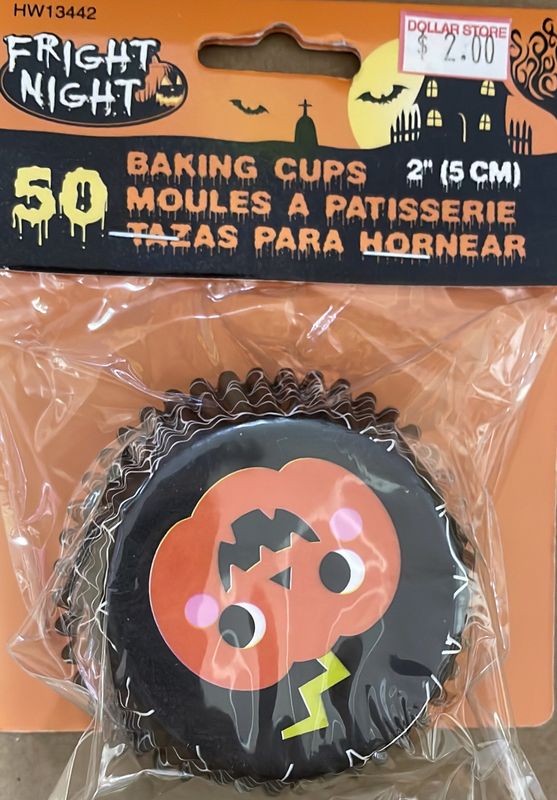 HW13442
DOLLAR STORE
$ 2.00
FRIGHT
NIGHT
50
BAKING CUPS 2" (5 CM)
MOULES A PATISSERIE
TAZAS PARA HORNEAR